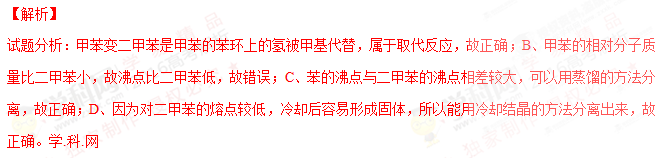 【解析】
试题分析：甲苯变二甲苯是甲苯的苯环上的氢被甲基代替，属于取代反应，故正确；B、甲苯的相对分子质
量比二甲苯小，故沸点比二甲苯低，故错误；C、苯的沸点与二甲苯的沸点相差较大，可以用蒸馏的方法分
离，故正确；D、因为对二甲苯的熔点较低，冷却后容易形成固体，所以能用冷却结晶的方法分离出来，故
正确。学.科.网